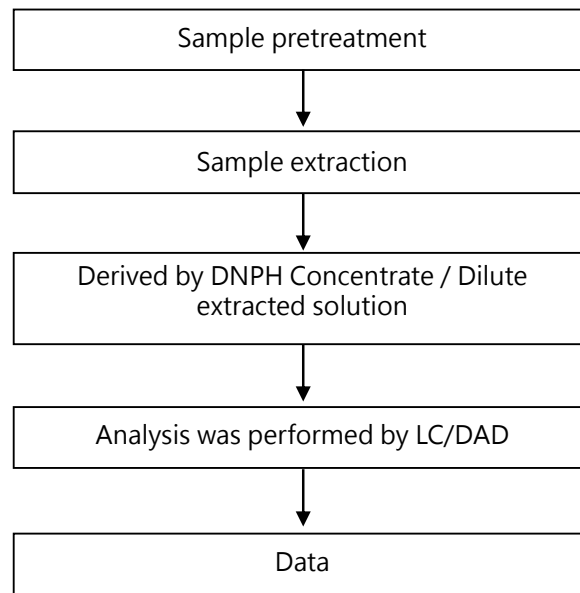 Sample pretreatment
Sample extraction
Derived by DNPH Concentrate / Dilute
extracted solution
Analysis was performed by LC/DAD
Data